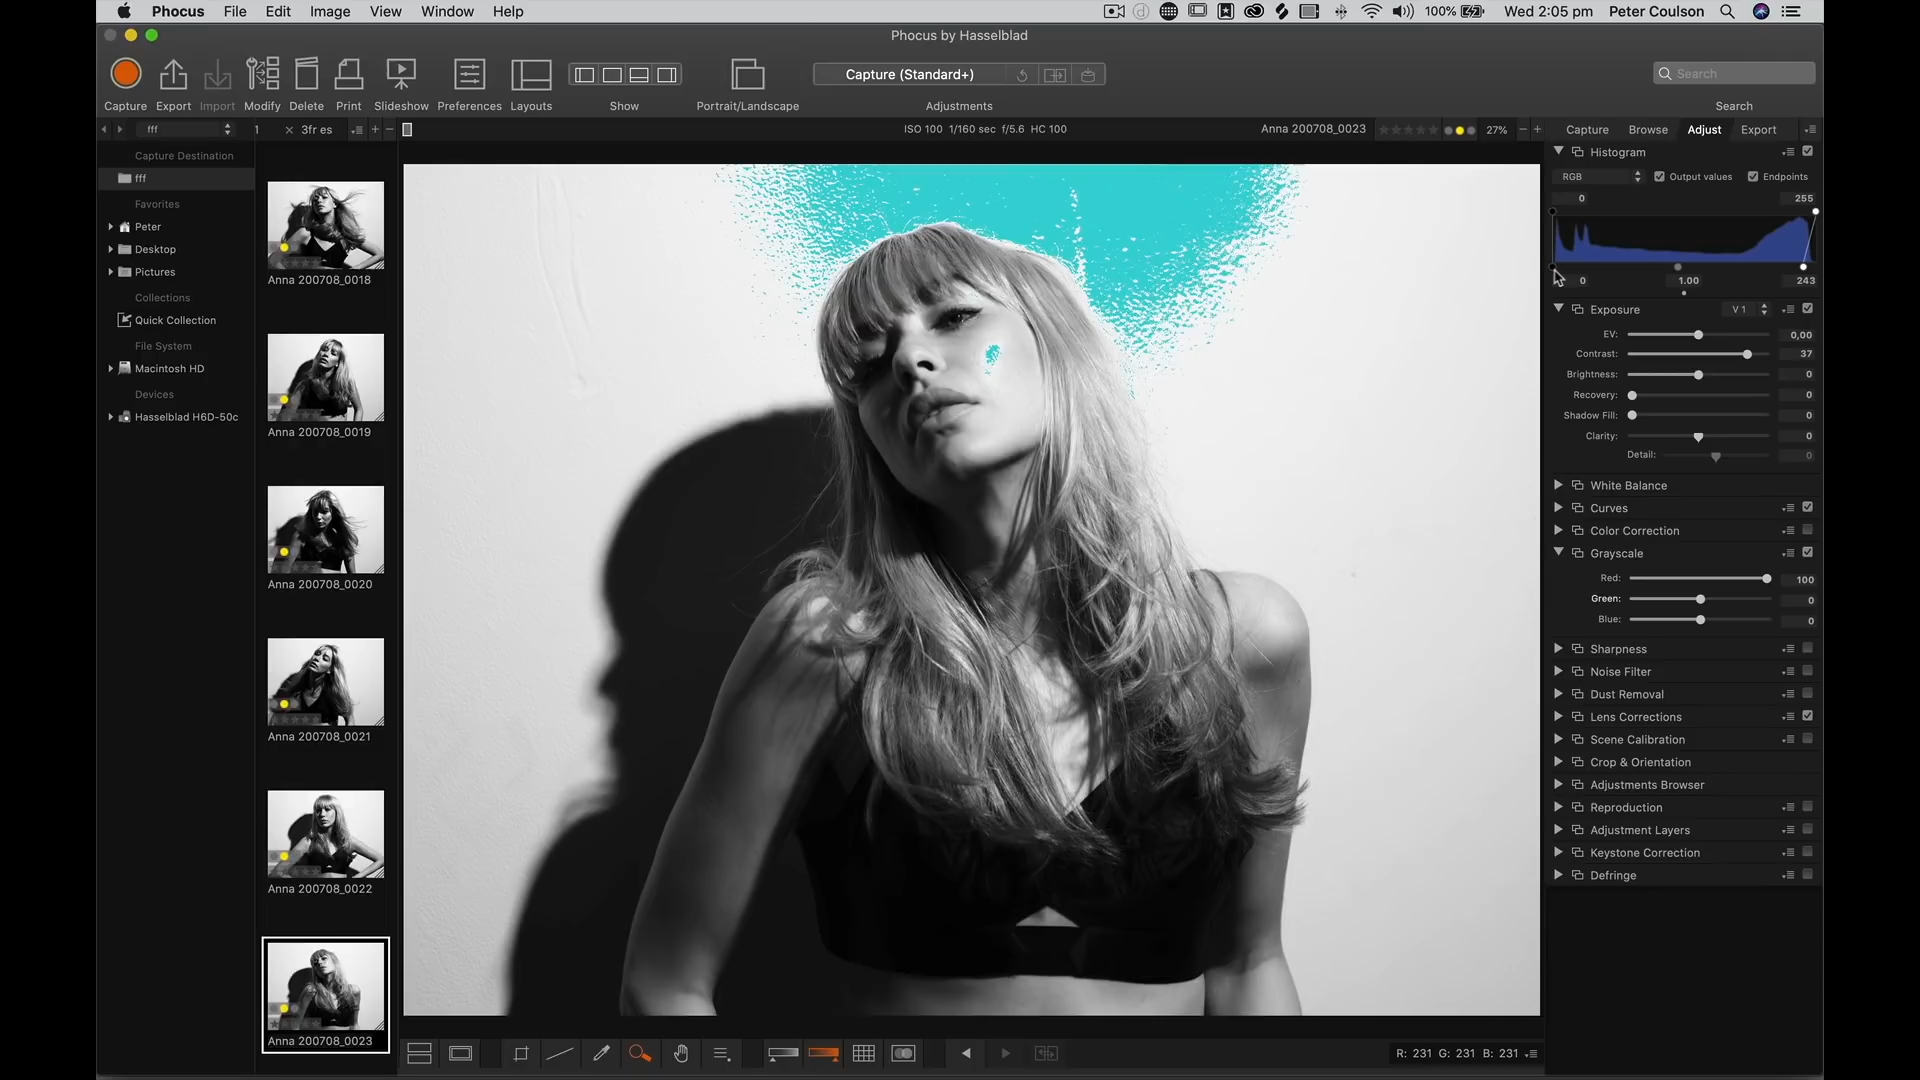 Phocus File Edit Image View Window Help
100% Wed 2:05 pm Peter Coulson
Phocus by Hasselblad
Capture (Standard+)
Search
Capture Export Import Modify Delete Print Slideshow Preferences Layouts Show Portrait/Landscape Adjustments Search
fff 1 × 3fr es
ISO 100 1/160 sec f/5.6 HC 100
Anna 200708_0023
27%
Capture Browse Adjust Export
Capture Destination
fff
Favorites
Peter
Desktop
Pictures
Collections
Quick Collection
File System
Macintosh HD
Devices
Hasselblad H6D-50c
Anna 200708_0018
Anna 200708_0019
Anna 200708_0020
Anna 200708_0021
Anna 200708_0022
Anna 200708_0023
Histogram
RGB Output values Endpoints
0 255
0 1.00 243
Exposure V 1
EV: 0,00
Contrast: 37
Brightness: 0
Recovery: 0
Shadow Fill: 0
Clarity: 0
Detail: 0
White Balance
Curves
Color Correction
Grayscale
Red: 100
Green: 0
Blue: 0
Sharpness
Noise Filter
Dust Removal
Lens Corrections
Scene Calibration
Crop & Orientation
Adjustments Browser
Reproduction
Adjustment Layers
Keystone Correction
Defringe
R: 231 G: 231 B: 231